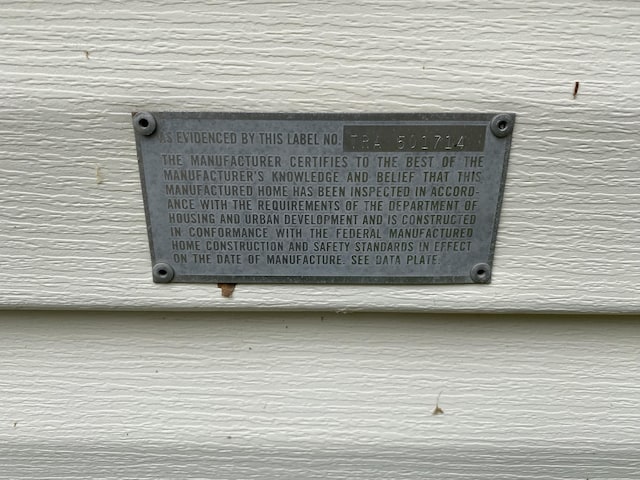 AS EVIDENCED BY THIS LABEL NO. TRA 501714
THE MANUFACTURER CERTIFIES TO THE BEST OF THE
MANUFACTURER'S KNOWLEDGE AND BELIEF THAT THIS
MANUFACTURED HOME HAS BEEN INSPECTED IN ACCORD-
ANCE WITH THE REQUIREMENTS OF THE DEPARTMENT OF
HOUSING AND URBAN DEVELOPMENT AND IS CONSTRUCTED
IN CONFORMANCE WITH THE FEDERAL MANUFACTURED
HOME CONSTRUCTION AND SAFETY STANDARDS IN EFFECT
ON THE DATE OF MANUFACTURE. SEE DATA PLATE.